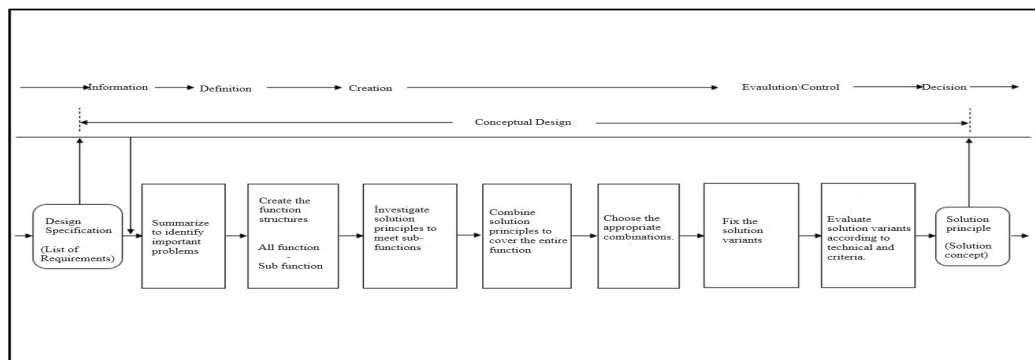 Information
Definition
Creation
Evaulution\Control
Decision
Conceptual Design
Design
Specification
(List of
Requirements)
Summarize
to identify
important
problems
Create the
function
structures
All function
-
Sub function
Investigate
solution
principles to
meet sub-
functions
Combine
solution
principles to
cover the entire
function
Choose the
appropriate
combinations.
Fix the
solution
variants
Evaluate
solution variants
according to
technical and
criteria.
Solution
principle
(Solution
concept)